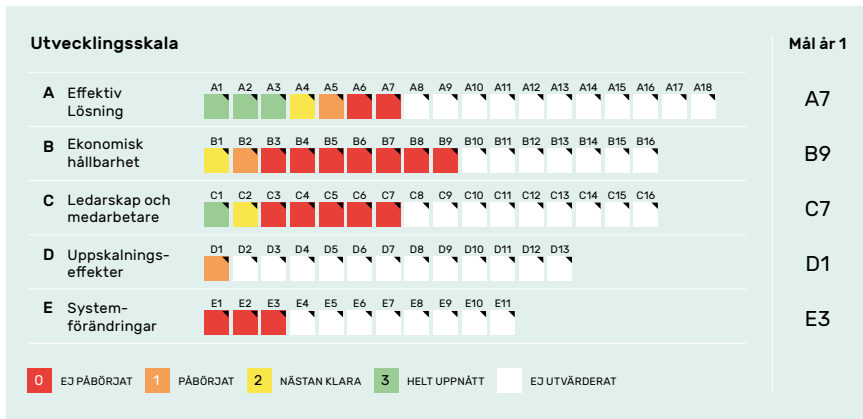 Utvecklingsskala
Mål år 1
A Effektiv Lösning
A1 A2 A3 A4 A5 A6 A7 A8 A9 A10 A11 A12 A13 A14 A15 A16 A17 A18
A7
B Ekonomisk hållbarhet
B1 B2 B3 B4 B5 B6 B7 B8 B9 B10 B11 B12 B13 B14 B15 B16
B9
C Ledarskap och medarbetare
C1 C2 C3 C4 C5 C6 C7 C8 C9 C10 C11 C12 C13 C14 C15 C16
C7
D Uppskalnings-
effekter
D1 D2 D3 D4 D5 D6 D7 D8 D9 D10 D11 D12 D13
D1
E System-
förändringar
E1 E2 E3 E4 E5 E6 E7 E8 E9 E10 E11
E3
0 EJ PÅBÖRJAT 1 PÅBÖRJAT 2 NÄSTAN KLARA 3 HELT UPPNÅTT EJ UTVÄRDERAT